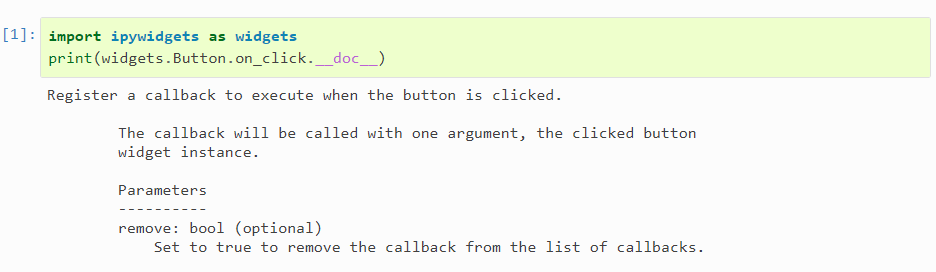 [1]: import ipywidgets as widgets
print(widgets.Button.on_click.__doc__)
Register a callback to execute when the button is clicked.
The callback will be called with one argument, the clicked button
widget instance.
Parameters
----------
remove: bool (optional)
Set to true to remove the callback from the list of callbacks.